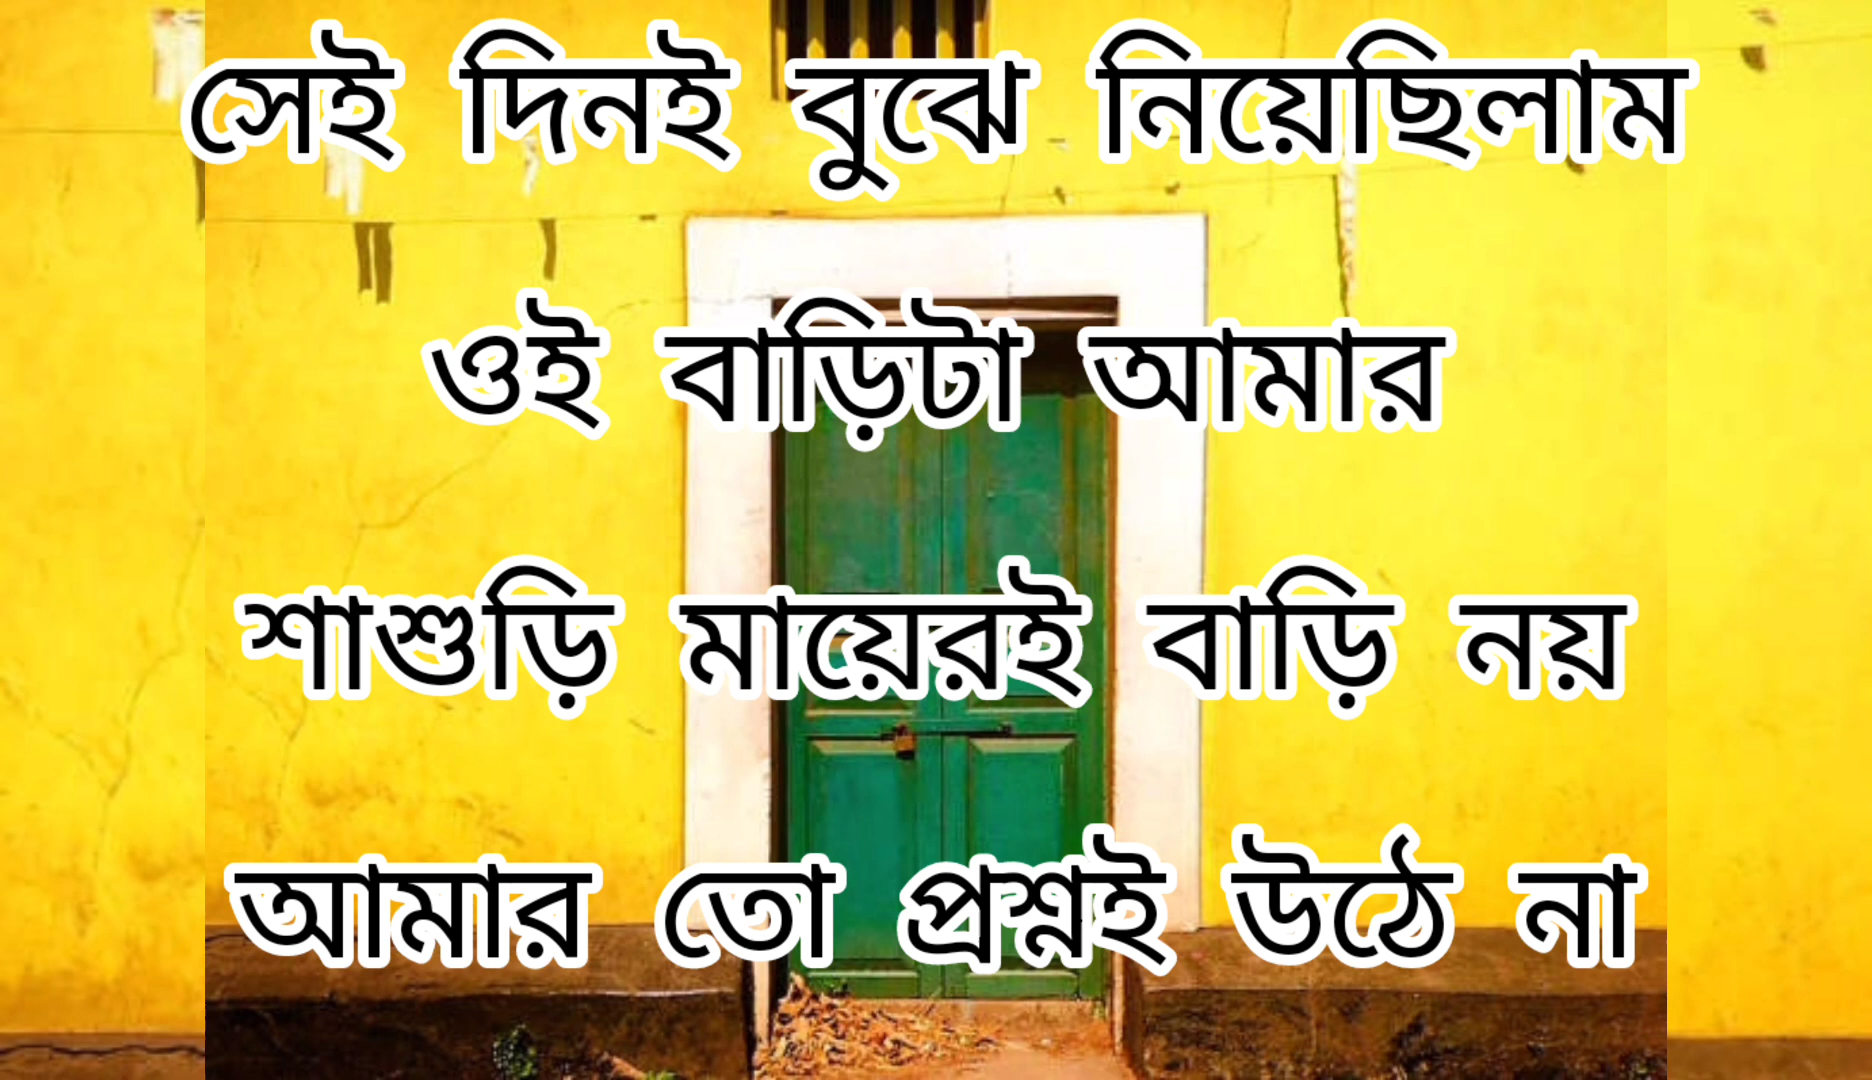 সেই দিনই বুঝে নিয়েছিলাম
ওই বাড়িটা আমার
শাশুড়ি মায়েরই বাড়ি নয়
আমার তো প্রশ্নই উঠে না